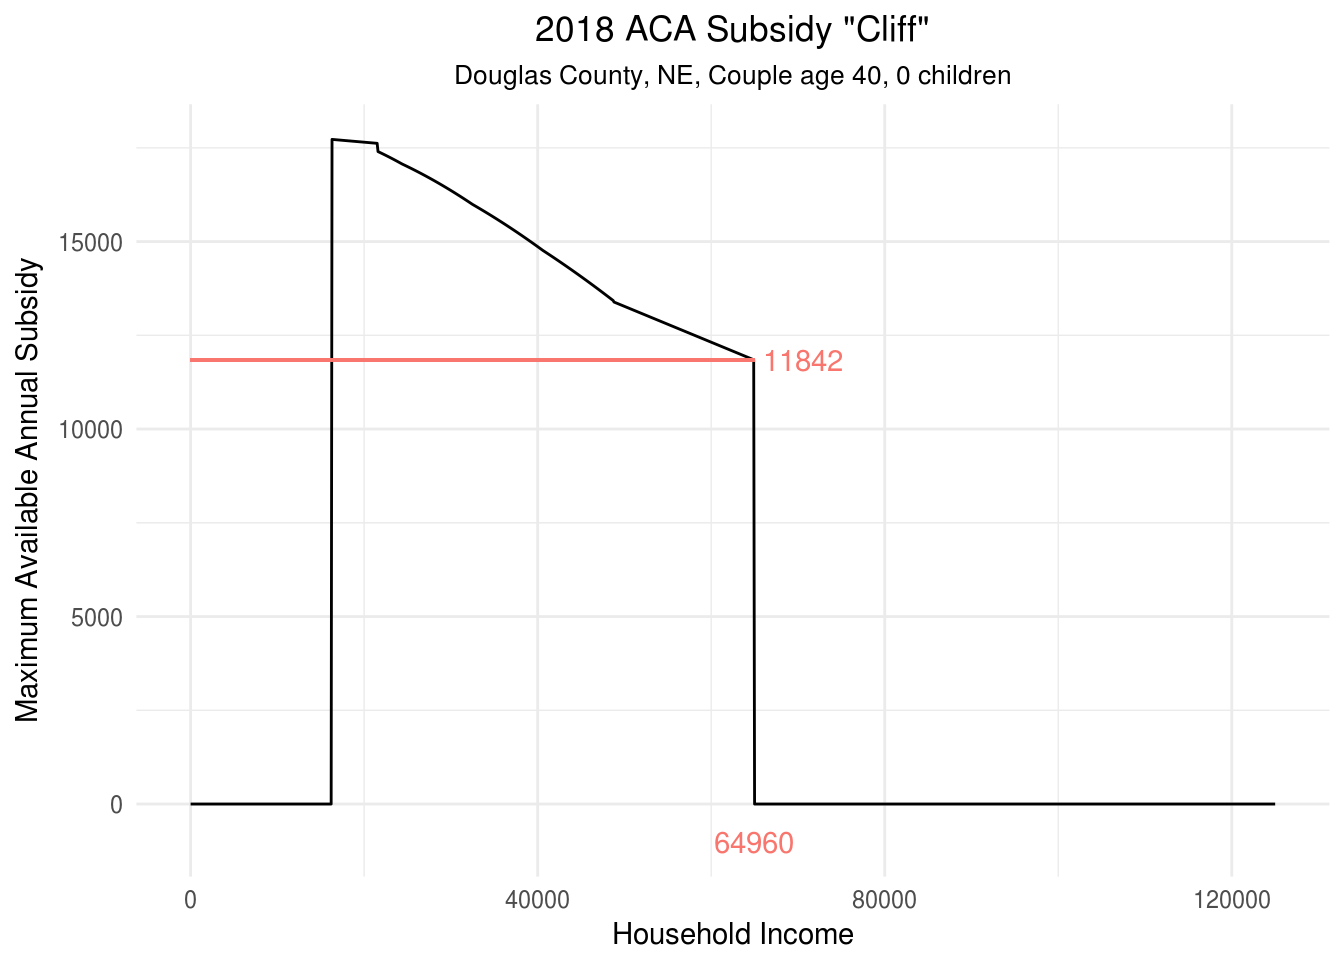 2018 ACA Subsidy "Cliff"
Douglas County, NE, Couple age 40, 0 children
Maximum Available Annual Subsidy
15000
10000
5000
0
11842
64960
0
40000
80000
120000
Household Income